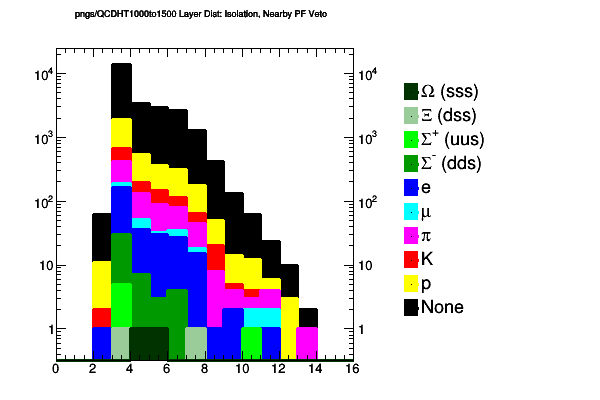 pngs/QCDHT1000to1500 Layer Dist: Isolation, Nearby PF Veto
10⁴ 10⁴
10³ 10³
10² 10²
10 10
1 1
0 2 4 6 8 10 12 14 16
Ω (sss)
Ξ (dss)
Σ⁺ (uus)
Σ⁻ (dds)
e
μ
π
K
p
None